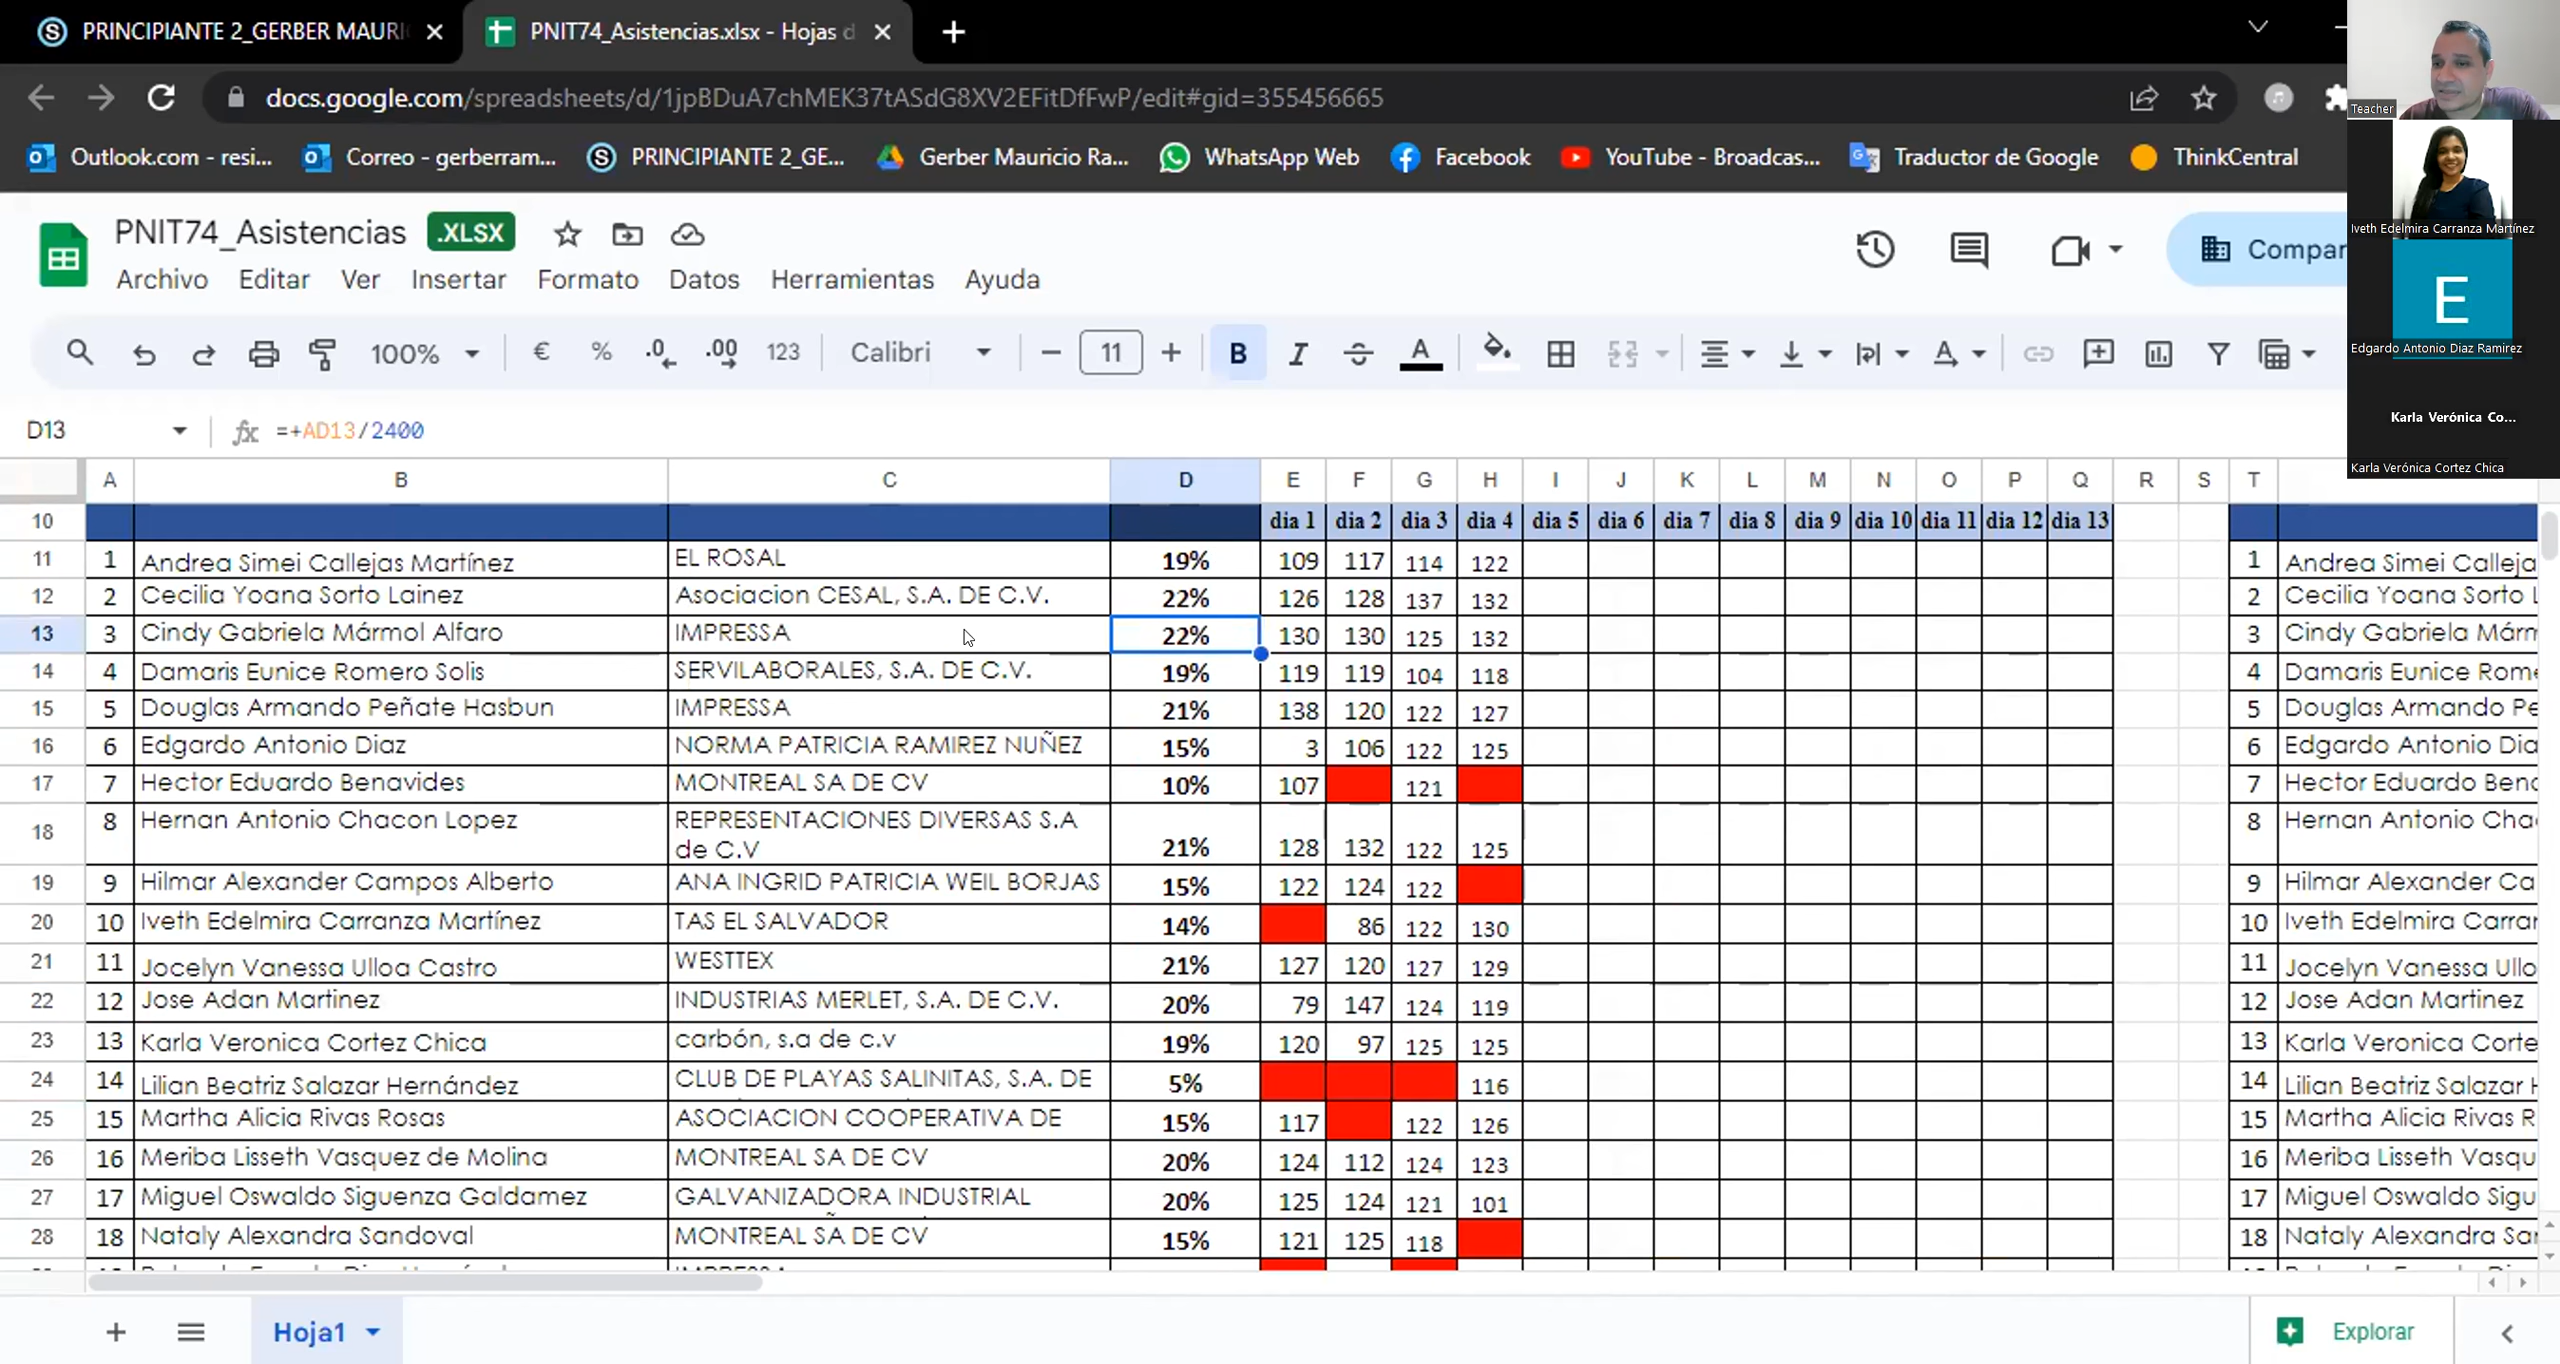 PRINCIPIANTE 2_GERBER MAURI
PNIT74_Asistencias.xlsx - Hojas d
docs.google.com/spreadsheets/d/1jpBDuA7chMEK37tASdG8XV2EFitDfFwP/edit#gid=355456665
Outlook.com - resi... Correo - gerberram... PRINCIPIANTE 2_GE... Gerber Mauricio Ra... WhatsApp Web Facebook YouTube - Broadcas... Traductor de Google ThinkCentral
Teacher
Iveth Edelmira Carranza Martínez
E
Edgardo Antonio Diaz Ramirez
Karla Verónica Co...
Karla Verónica Cortez Chica
PNIT74_Asistencias .XLSX
Archivo Editar Ver Insertar Formato Datos Herramientas Ayuda
Compar
100% € % .0 .00 123 Calibri 11 B I S A
D13 fx =+AD13/2400
A B C D E F G H I J K L M N O P Q R S T
10 dia 1 dia 2 dia 3 dia 4 dia 5 dia 6 dia 7 dia 8 dia 9 dia 10 dia 11 dia 12 dia 13
11 1 Andrea Simei Callejas Martínez EL ROSAL 19% 109 117 114 122 1 Andrea Simei Calleja
12 2 Cecilia Yoana Sorto Lainez Asociacion CESAL, S.A. DE C.V. 22% 126 128 137 132 2 Cecilia Yoana Sorto L
13 3 Cindy Gabriela Mármol Alfaro IMPRESSA 22% 130 130 125 132 3 Cindy Gabriela Márm
14 4 Damaris Eunice Romero Solis SERVILABORALES, S.A. DE C.V. 19% 119 119 104 118 4 Damaris Eunice Rome
15 5 Douglas Armando Peñate Hasbun IMPRESSA 21% 138 120 122 127 5 Douglas Armando Pe
16 6 Edgardo Antonio Diaz NORMA PATRICIA RAMIREZ NUÑEZ 15% 3 106 122 125 6 Edgardo Antonio Dia
17 7 Hector Eduardo Benavides MONTREAL SA DE CV 10% 107 121 7 Hector Eduardo Bena
18 8 Hernan Antonio Chacon Lopez REPRESENTACIONES DIVERSAS S.A de C.V 21% 128 132 122 125 8 Hernan Antonio Cha
19 9 Hilmar Alexander Campos Alberto ANA INGRID PATRICIA WEIL BORJAS 15% 122 124 122 9 Hilmar Alexander Ca
20 10 Iveth Edelmira Carranza Martínez TAS EL SALVADOR 14% 86 122 130 10 Iveth Edelmira Carrar
21 11 Jocelyn Vanessa Ulloa Castro WESTTEX 21% 127 120 127 129 11 Jocelyn Vanessa Ullo
22 12 Jose Adan Martinez INDUSTRIAS MERLET, S.A. DE C.V. 20% 79 147 124 119 12 Jose Adan Martinez
23 13 Karla Veronica Cortez Chica carbón, s.a de c.v 19% 120 97 125 125 13 Karla Veronica Corte
24 14 Lilian Beatriz Salazar Hernández CLUB DE PLAYAS SALINITAS, S.A. DE 5% 116 14 Lilian Beatriz Salazar H
25 15 Martha Alicia Rivas Rosas ASOCIACION COOPERATIVA DE 15% 117 122 126 15 Martha Alicia Rivas R
26 16 Meriba Lisseth Vasquez de Molina MONTREAL SA DE CV 20% 124 112 124 123 16 Meriba Lisseth Vasqu
27 17 Miguel Oswaldo Siguenza Galdamez GALVANIZADORA INDUSTRIAL 20% 125 124 121 101 17 Miguel Oswaldo Sigu
28 18 Nataly Alexandra Sandoval MONTREAL SA DE CV 15% 121 125 118 18 Nataly Alexandra Sar
Hoja1
Explorar